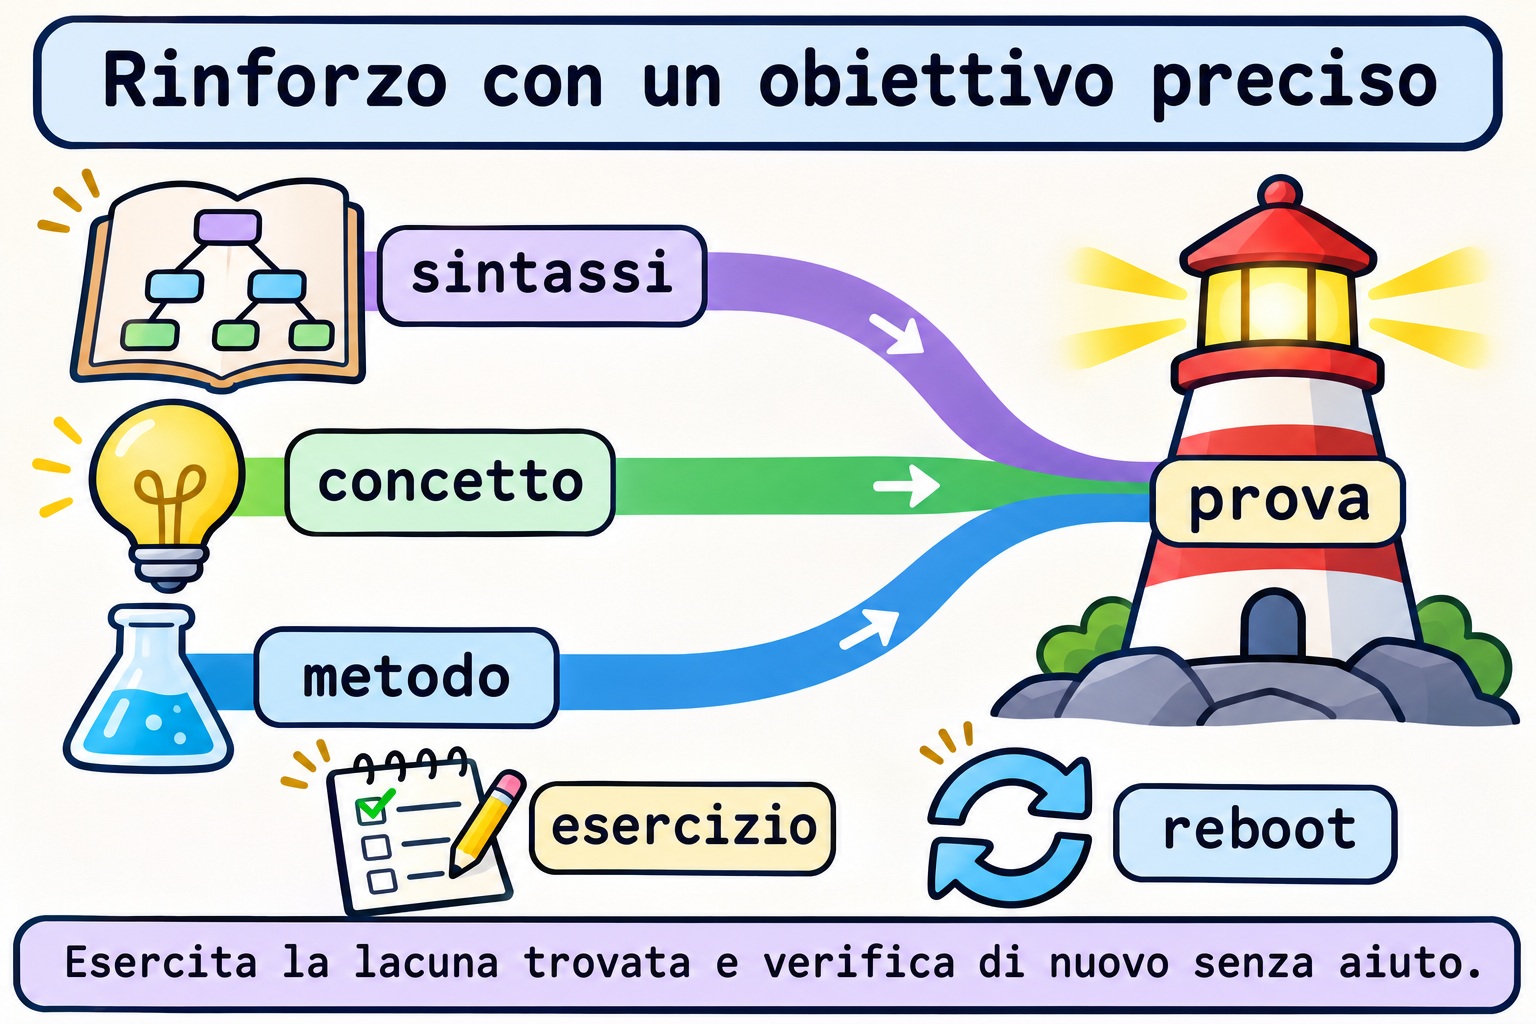 Rinforzo con un obiettivo preciso
sintassi
concetto
prova
metodo
esercizio
reboot
Esercita la lacuna trovata e verifica di nuovo senza aiuto.